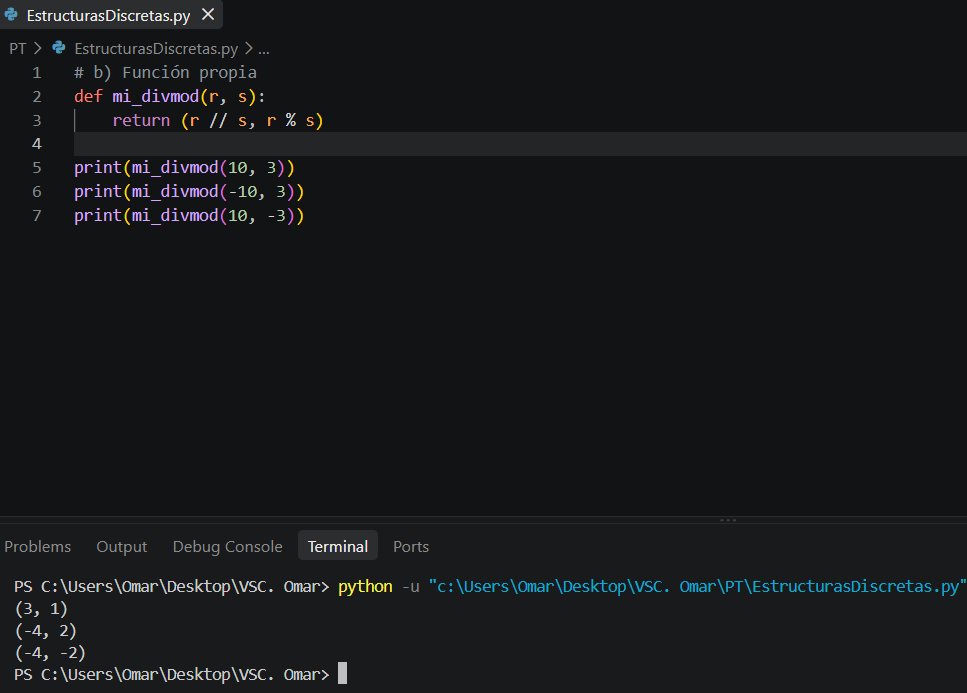 EstructurasDiscretas.py
PT > EstructurasDiscretas.py > ...
1 # b) Función propia
2 def mi_divmod(r, s):
3     return (r // s, r % s)
4
5 print(mi_divmod(10, 3))
6 print(mi_divmod(-10, 3))
7 print(mi_divmod(10, -3))
Problems Output Debug Console Terminal Ports
PS C:\Users\Omar\Desktop\VSC. Omar> python -u "c:\Users\Omar\Desktop\VSC. Omar\PT\EstructurasDiscretas.py"
(3, 1)
(-4, 2)
(-4, -2)
PS C:\Users\Omar\Desktop\VSC. Omar>